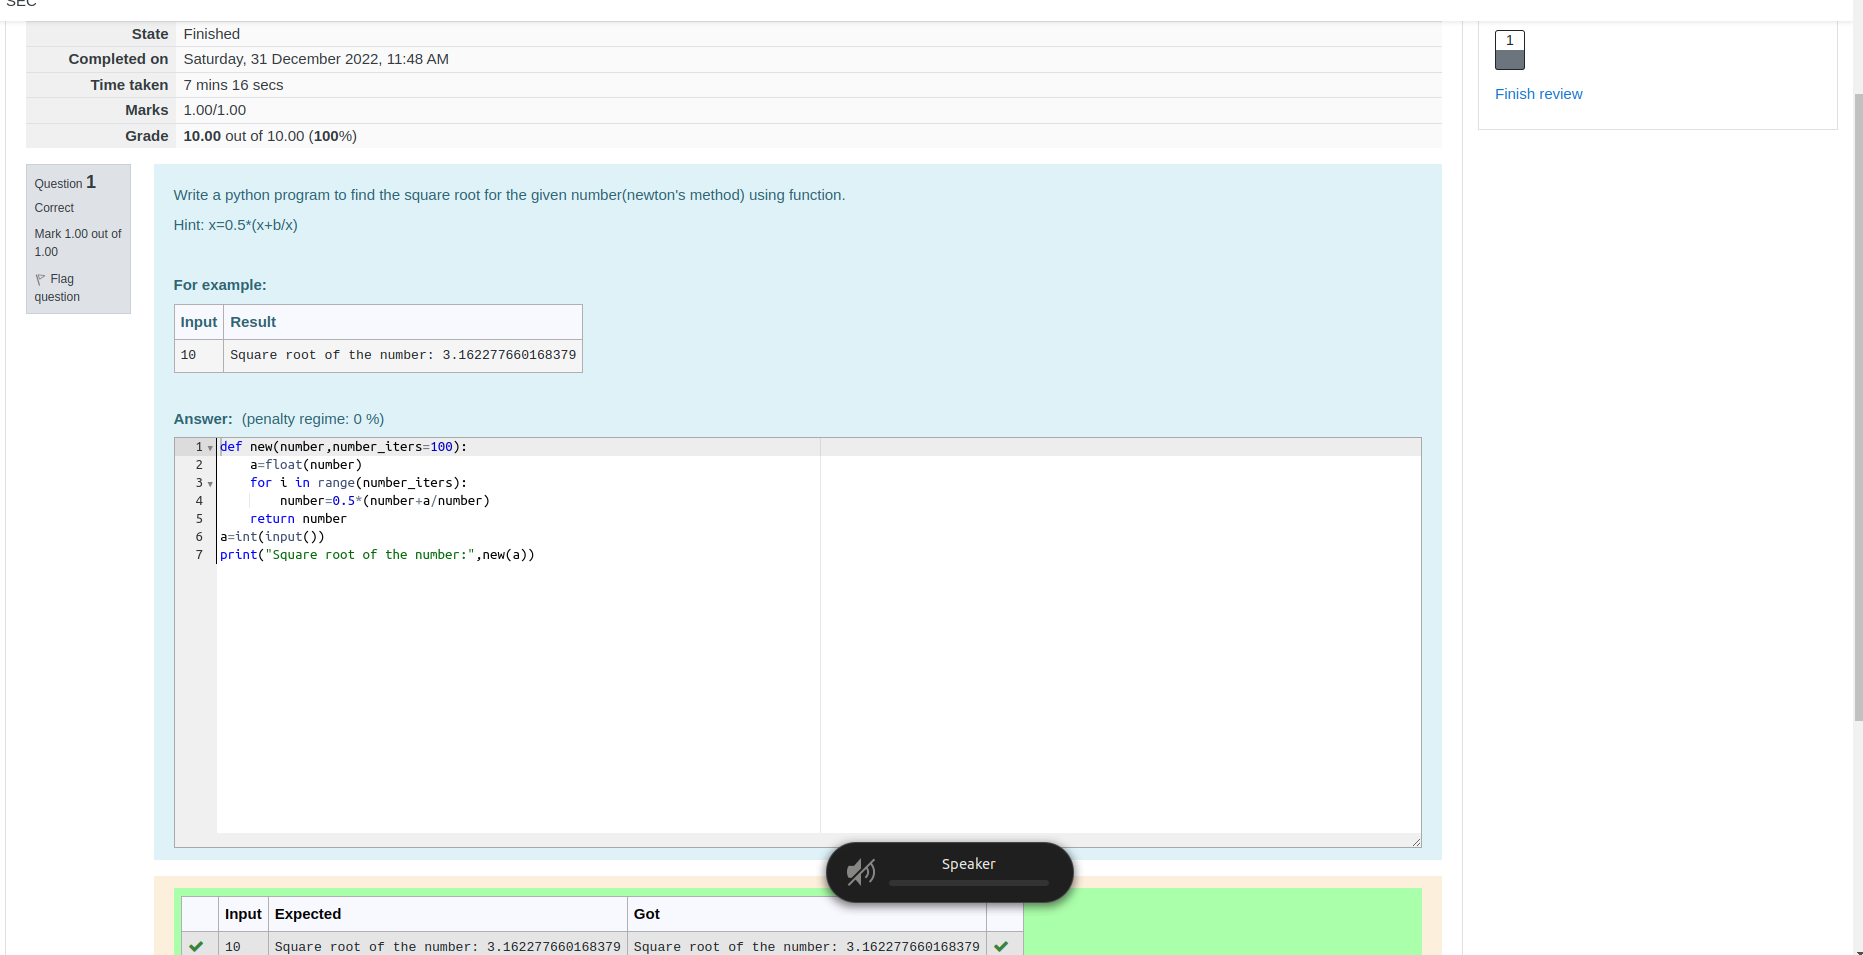 SEC
State Finished
Completed on Saturday, 31 December 2022, 11:48 AM
Time taken 7 mins 16 secs
Marks 1.00/1.00
Grade 10.00 out of 10.00 (100%)
1
Finish review
Question 1
Correct
Mark 1.00 out of
1.00
Flag
question
Write a python program to find the square root for the given number(newton's method) using function.
Hint: x=0.5*(x+b/x)
For example:
Input Result
10 Square root of the number: 3.162277660168379
Answer: (penalty regime: 0 %)
1 def new(number,number_iters=100):
2     a=float(number)
3     for i in range(number_iters):
4         number=0.5*(number+a/number)
5     return number
6 a=int(input())
7 print("Square root of the number:",new(a))
Speaker
Input Expected Got
10 Square root of the number: 3.162277660168379 Square root of the number: 3.162277660168379